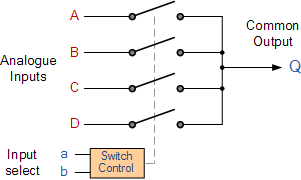 A
Common
Output
B
Analogue
Inputs
Q
C
D
Input
select
a
b
Switch
Control